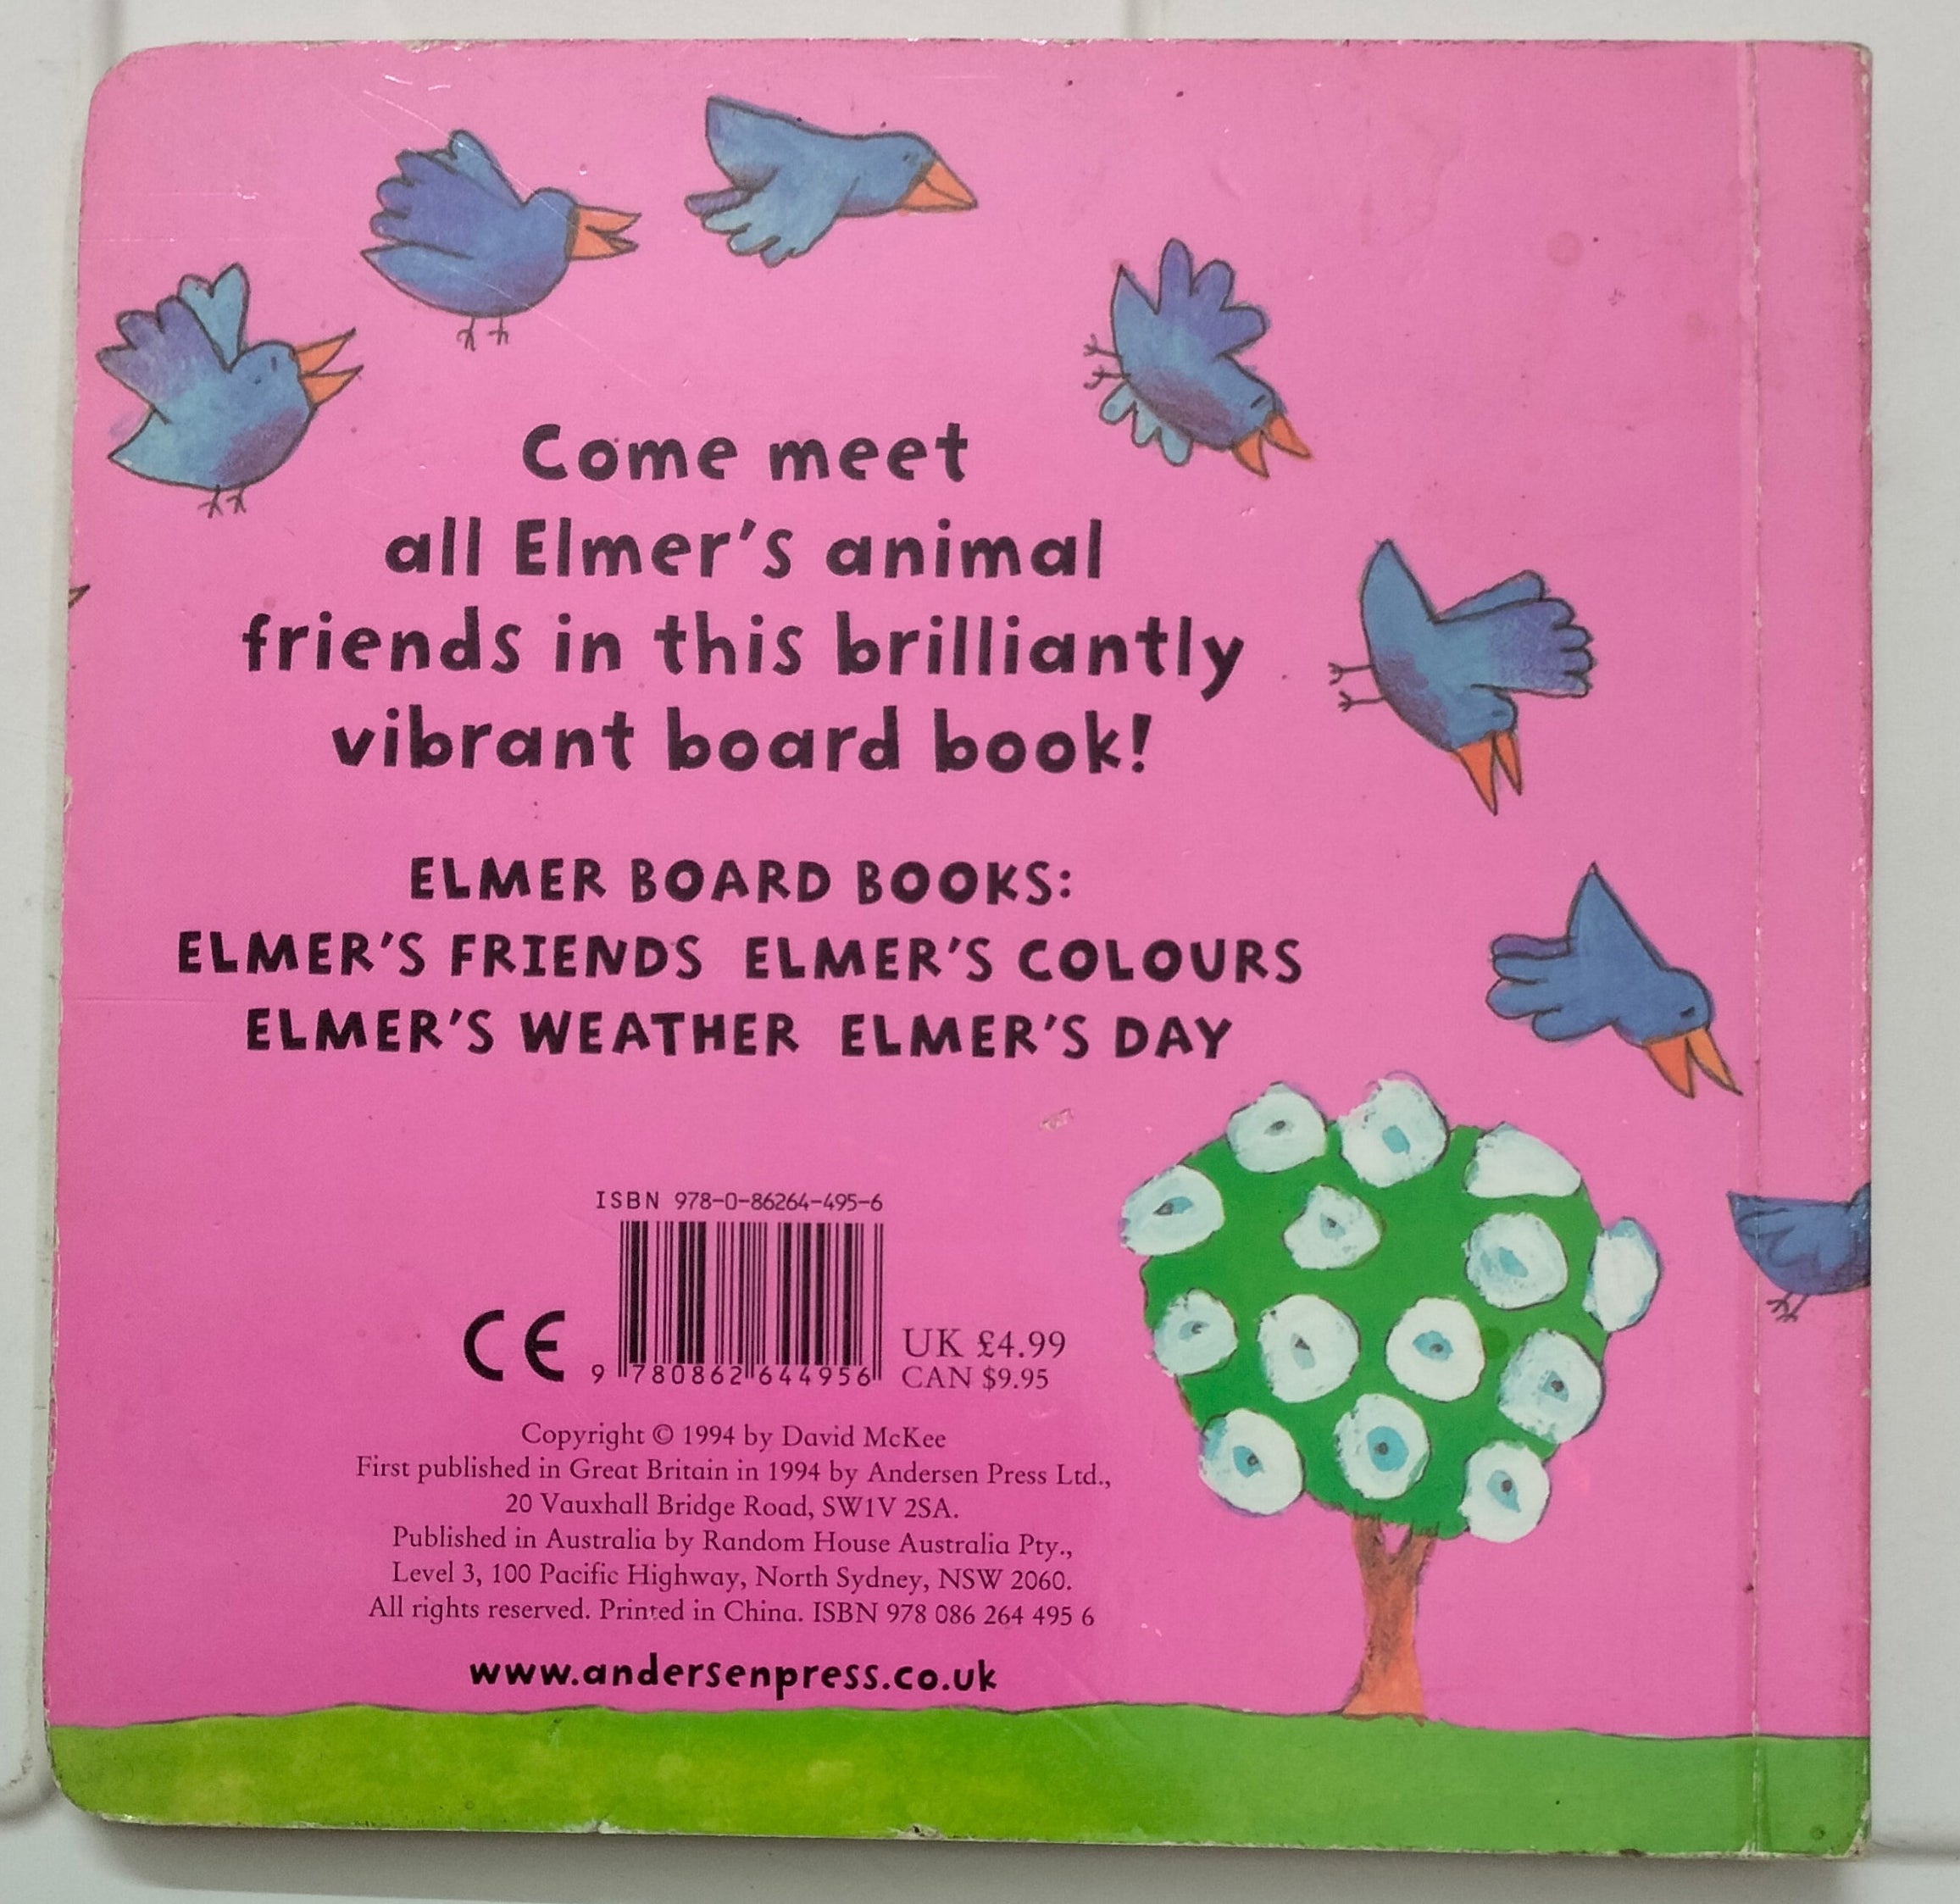 Come meet
all Elmer's animal
friends in this brilliantly
vibrant board book!
ELMER BOARD BOOKS:
ELMER'S FRIENDS ELMER'S COLOURS
ELMER'S WEATHER ELMER'S DAY
ISBN 978-0-86264-495-6
CE
9 780862 644956
UK £4.99
CAN $9.95
Copyright © 1994 by David McKee
First published in Great Britain in 1994 by Andersen Press Ltd.,
20 Vauxhall Bridge Road, SW1V 2SA.
Published in Australia by Random House Australia Pty.,
Level 3, 100 Pacific Highway, North Sydney, NSW 2060.
All rights reserved. Printed in China. ISBN 978 086 264 495 6
www.andersenpress.co.uk